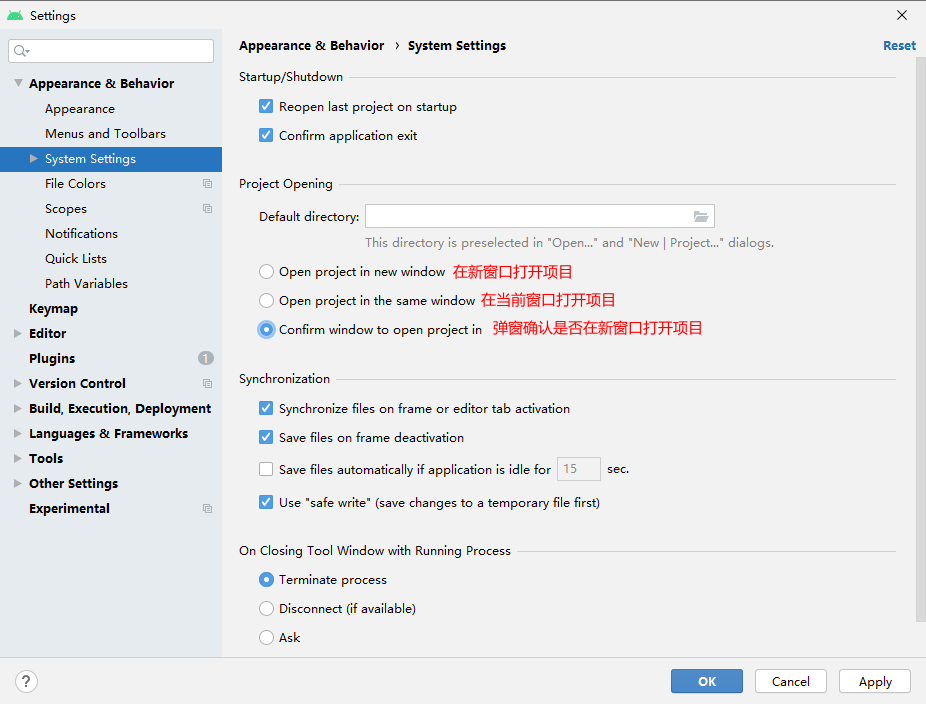 Settings
Appearance & Behavior › System Settings
Reset
Appearance & Behavior
Appearance
Menus and Toolbars
System Settings
File Colors
Scopes
Notifications
Quick Lists
Path Variables
Keymap
Editor
Plugins 1
Version Control
Build, Execution, Deployment
Languages & Frameworks
Tools
Other Settings
Experimental
Startup/Shutdown
Reopen last project on startup
Confirm application exit
Project Opening
Default directory:
This directory is preselected in "Open..." and "New | Project..." dialogs.
Open project in new window 在新窗口打开项目
Open project in the same window 在当前窗口打开项目
Confirm window to open project in 弹窗确认是否在新窗口打开项目
Synchronization
Synchronize files on frame or editor tab activation
Save files on frame deactivation
Save files automatically if application is idle for 15 sec.
Use "safe write" (save changes to a temporary file first)
On Closing Tool Window with Running Process
Terminate process
Disconnect (if available)
Ask
?
OK
Cancel
Apply